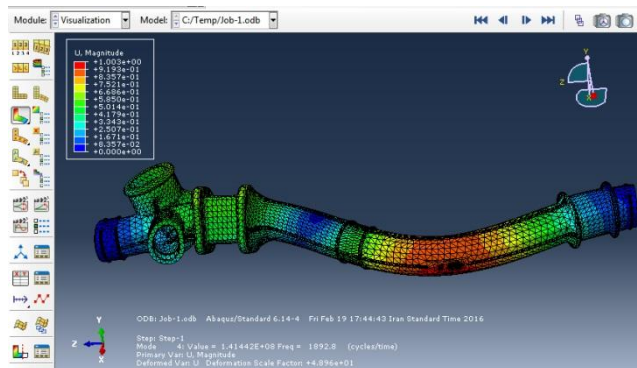 Module: Visualization Model: C:/Temp/Job-1.odb
U, Magnitude
+1.003e+00
+9.193e-01
+8.357e-01
+7.521e-01
+6.686e-01
+5.850e-01
+5.014e-01
+4.179e-01
+3.343e-01
+2.507e-01
+1.671e-01
+8.357e-02
+0.000e+00
Y
Z
X
ODB: Job-1.odb Abaqus/Standard 6.14-4 Fri Feb 19 17:44:43 Iran Standard Time 2016
Y
Z
X
Step: Step-1
Mode 4: Value = 1.41442E+08 Freq = 1892.8 (cycles/time)
Primary Var: U, Magnitude
Deformed Var: U Deformation Scale Factor: +4.896e+01